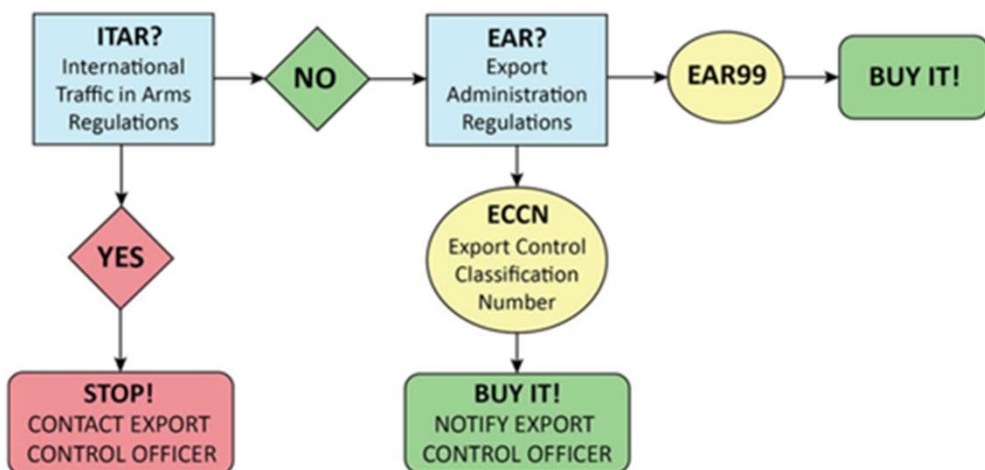 ITAR?
International
Traffic in Arms
Regulations
NO
EAR?
Export
Administration
Regulations
EAR99
BUY IT!
YES
ECCN
Export Control
Classification
Number
STOP!
CONTACT EXPORT
CONTROL OFFICER
BUY IT!
NOTIFY EXPORT
CONTROL OFFICER